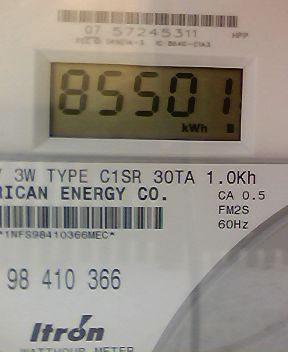 07 57245311 HPP
85501
kWh
3W TYPE C1SR 30TA 1.0Kh
RICAN ENERGY CO. CA 0.5
FM2S
60Hz
*1NFS98410366MEC*
98 410 366
Itron
WATTHOUR METER